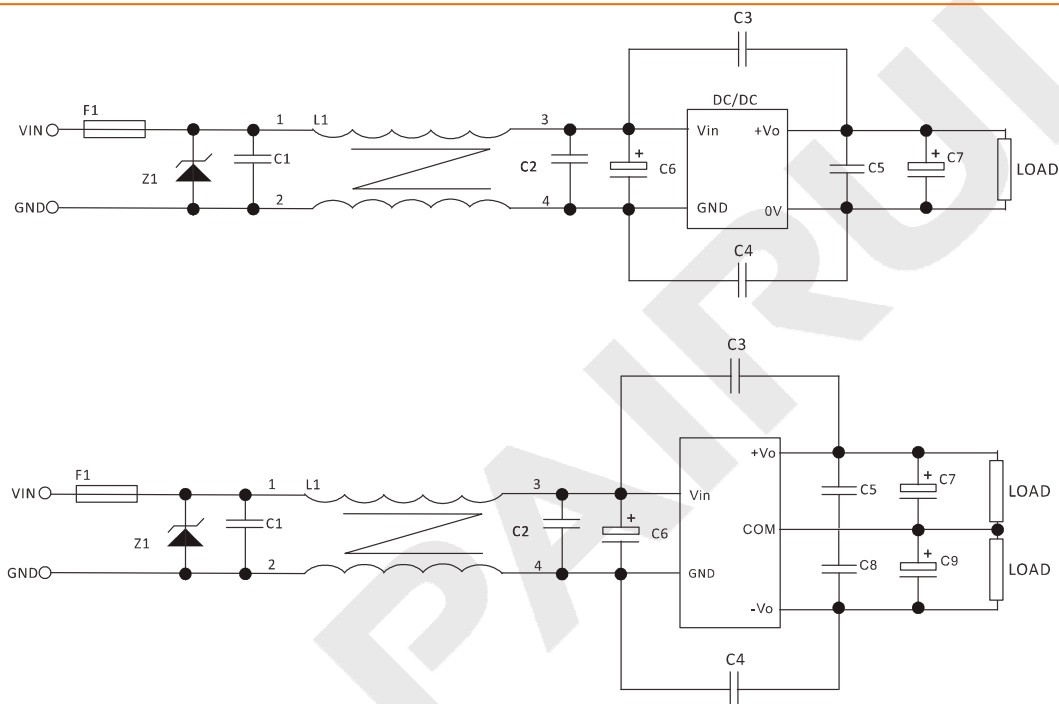 C3
F1
DC/DC
VIN
1
L1
3
Vin
+Vo
C1
C2
+
C6
C5
+
C7
LOAD
Z1
GND
2
4
GND
0V
C4
C3
F1
+Vo
VIN
1
L1
3
Vin
C5
+
C7
LOAD
Z1
C1
C2
+
C6
COM
GND
2
4
GND
C8
+
C9
LOAD
-Vo
C4
PAIRUI